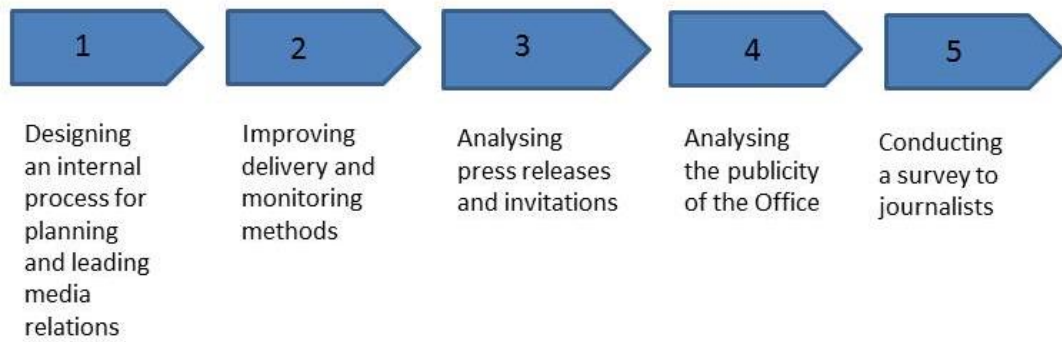 1
2
3
4
5
Designing
an internal
process for
planning
and leading
media
relations
Improving
delivery and
monitoring
methods
Analysing
press releases
and invitations
Analysing
the publicity
of the Office
Conducting
a survey to
journalists